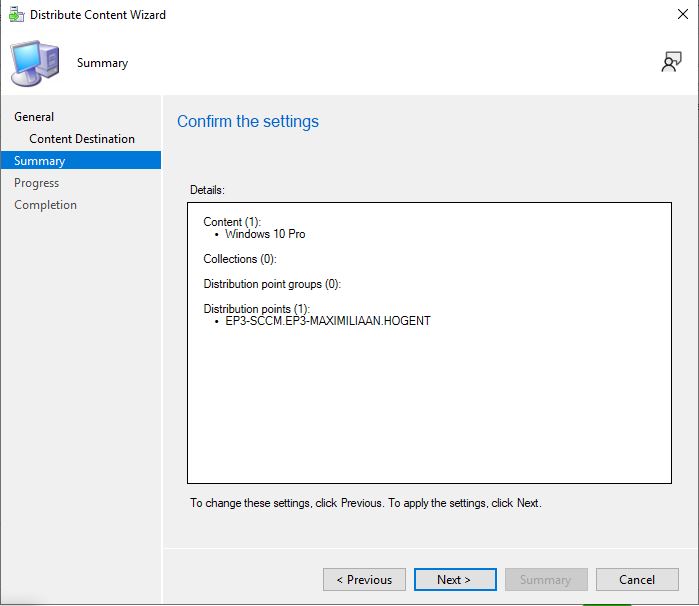 Distribute Content Wizard
Summary
General
Content Destination
Summary
Progress
Completion
Confirm the settings
Details:
Content (1):
• Windows 10 Pro
Collections (0):
Distribution point groups (0):
Distribution points (1):
• EP3-SCCM.EP3-MAXIMILIAAN.HOGENT
To change these settings, click Previous. To apply the settings, click Next.
< Previous Next > Summary Cancel